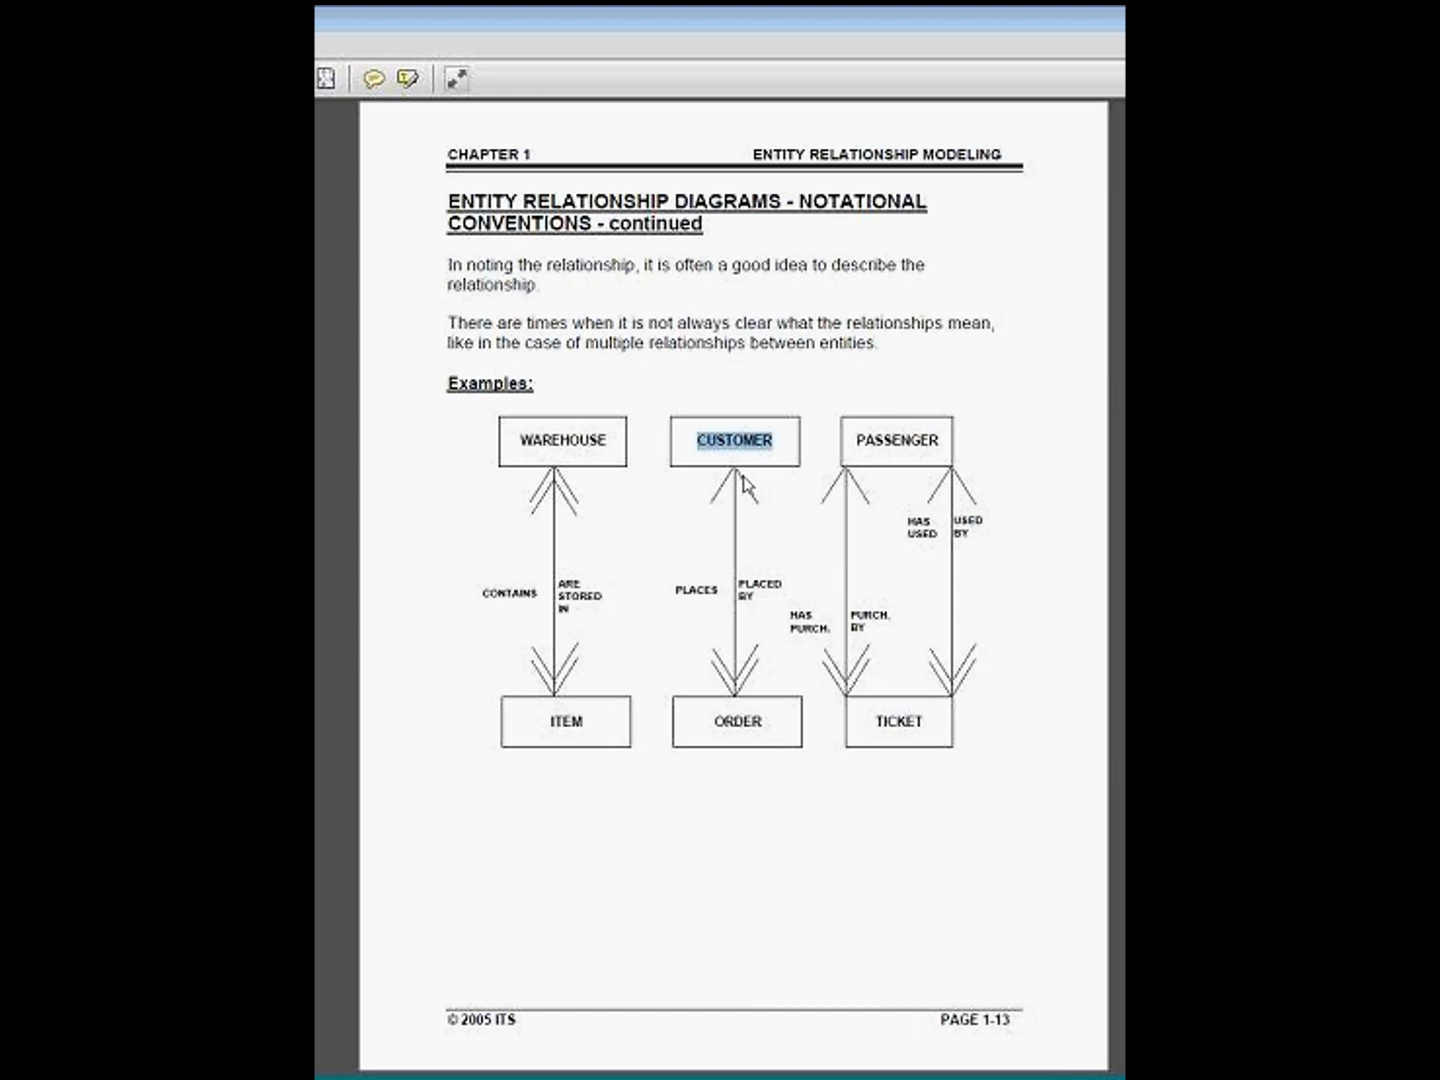 CHAPTER 1 ENTITY RELATIONSHIP MODELING
ENTITY RELATIONSHIP DIAGRAMS - NOTATIONAL
CONVENTIONS - continued
In noting the relationship, it is often a good idea to describe the
relationship.
There are times when it is not always clear what the relationships mean,
like in the case of multiple relationships between entities.
Examples:
WAREHOUSE CUSTOMER PASSENGER
HAS USED
USED BY
CONTAINS
ARE
STORED
IN
PLACES
PLACED
BY
HAS
PURCH.
PURCH.
BY
ITEM ORDER TICKET
© 2005 ITS PAGE 1-13